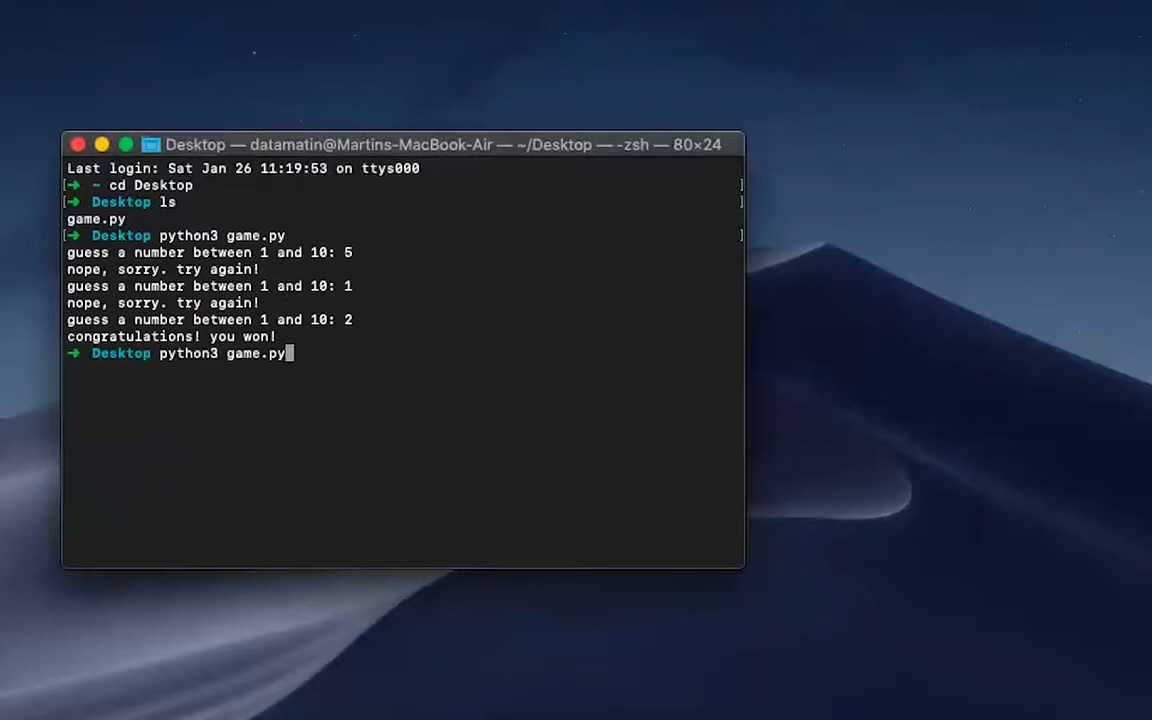 Desktop — datamatin@Martins-MacBook-Air — ~/Desktop — -zsh — 80×24
Last login: Sat Jan 26 11:19:53 on ttys000
[➜ ~ cd Desktop ]
[➜ Desktop ls ]
game.py
[➜ Desktop python3 game.py ]
guess a number between 1 and 10: 5
nope, sorry. try again!
guess a number between 1 and 10: 1
nope, sorry. try again!
guess a number between 1 and 10: 2
congratulations! you won!
➜ Desktop python3 game.py